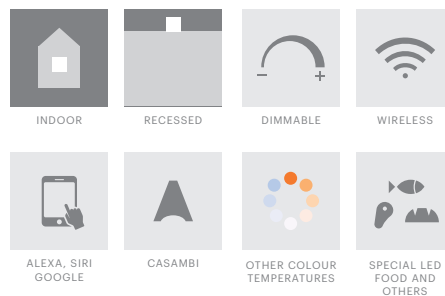 INDOOR
RECESSED
DIMMABLE
WIRELESS
ALEXA, SIRI
GOOGLE
CASAMBI
OTHER COLOUR
TEMPERATURES
SPECIAL LED
FOOD AND
OTHERS